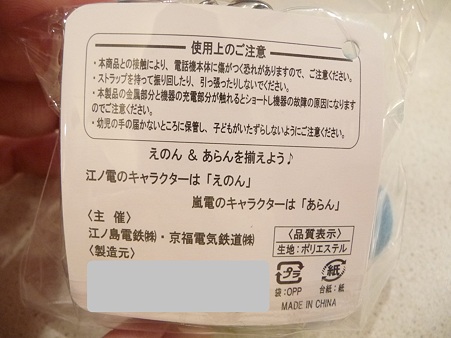 使用上のご注意
・本商品との接触により、電話機本体に傷がつく恐れがありますので、ご注意ください。
・ストラップを持って振り回したり、引っ張たりしないでください。
・本製品の金属部分と機器の充電部分が触れるとショートし機器の故障の原因になります
のでご注意ください。
・幼児の手の届かないところに保管し、子どもがいたずらしないようにご注意ください。
えのん & あらんを揃えよう♪
江ノ電のキャラクターは「えのん」
嵐電のキャラクターは「あらん」
〈主 催〉
江ノ島電鉄㈱・京福電気鉄道㈱
〈製造元〉
〈品質表示〉
生地:ポリエステル
プラ 紙
袋:OPP 台紙:紙
MADE IN CHINA